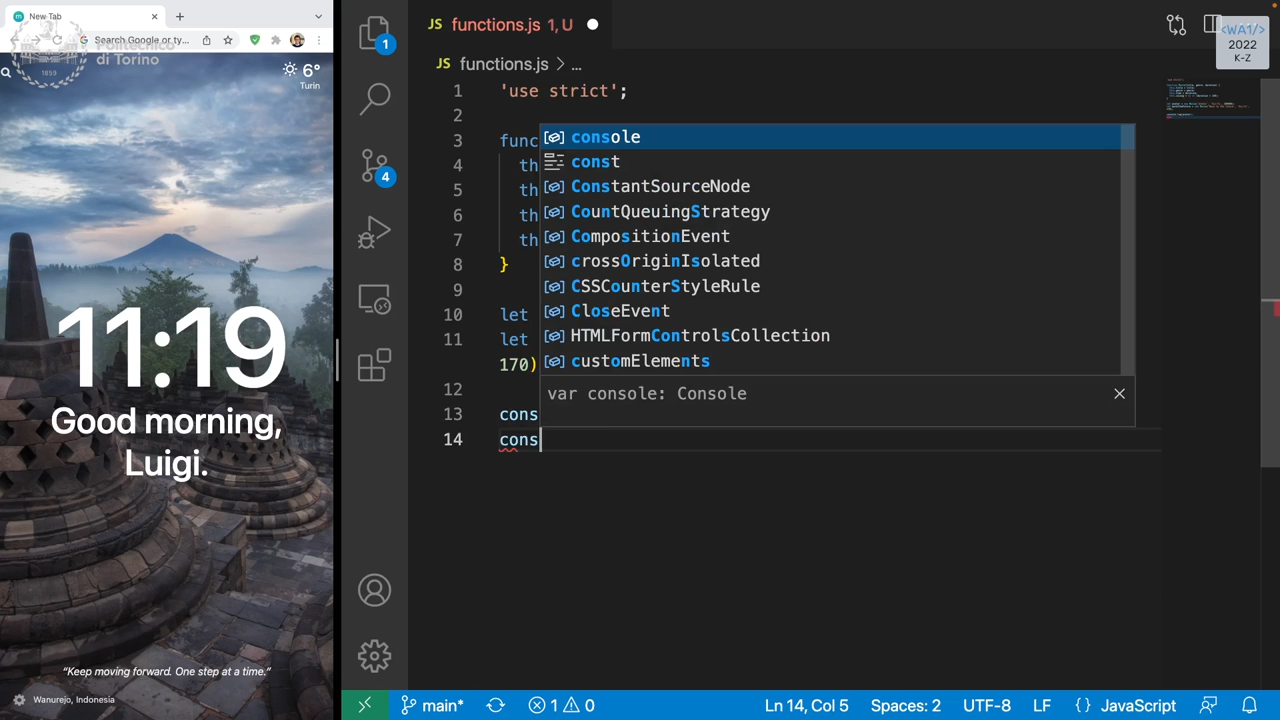 New Tab
Search Google or ty...
Politecnico
di Torino
1859
6°
Turin
11:19
Good morning,
Luigi.
“Keep moving forward. One step at a time.”
Wanurejo, Indonesia
1
4
JS functions.js 1, U
<WA1/>
2022
K-Z
JS functions.js > ...
1 'use strict';
2
3 func
4 th
5 th
6 th
7 th
8 }
9
10 let
11 let
170)
12
13 cons
14 cons
console
const
ConstantSourceNode
CountQueuingStrategy
CompositionEvent
crossOriginIsolated
CSSCounterStyleRule
CloseEvent
HTMLFormControlsCollection
customElements
var console: Console
main* 1 0 Ln 14, Col 5 Spaces: 2 UTF-8 LF {} JavaScript